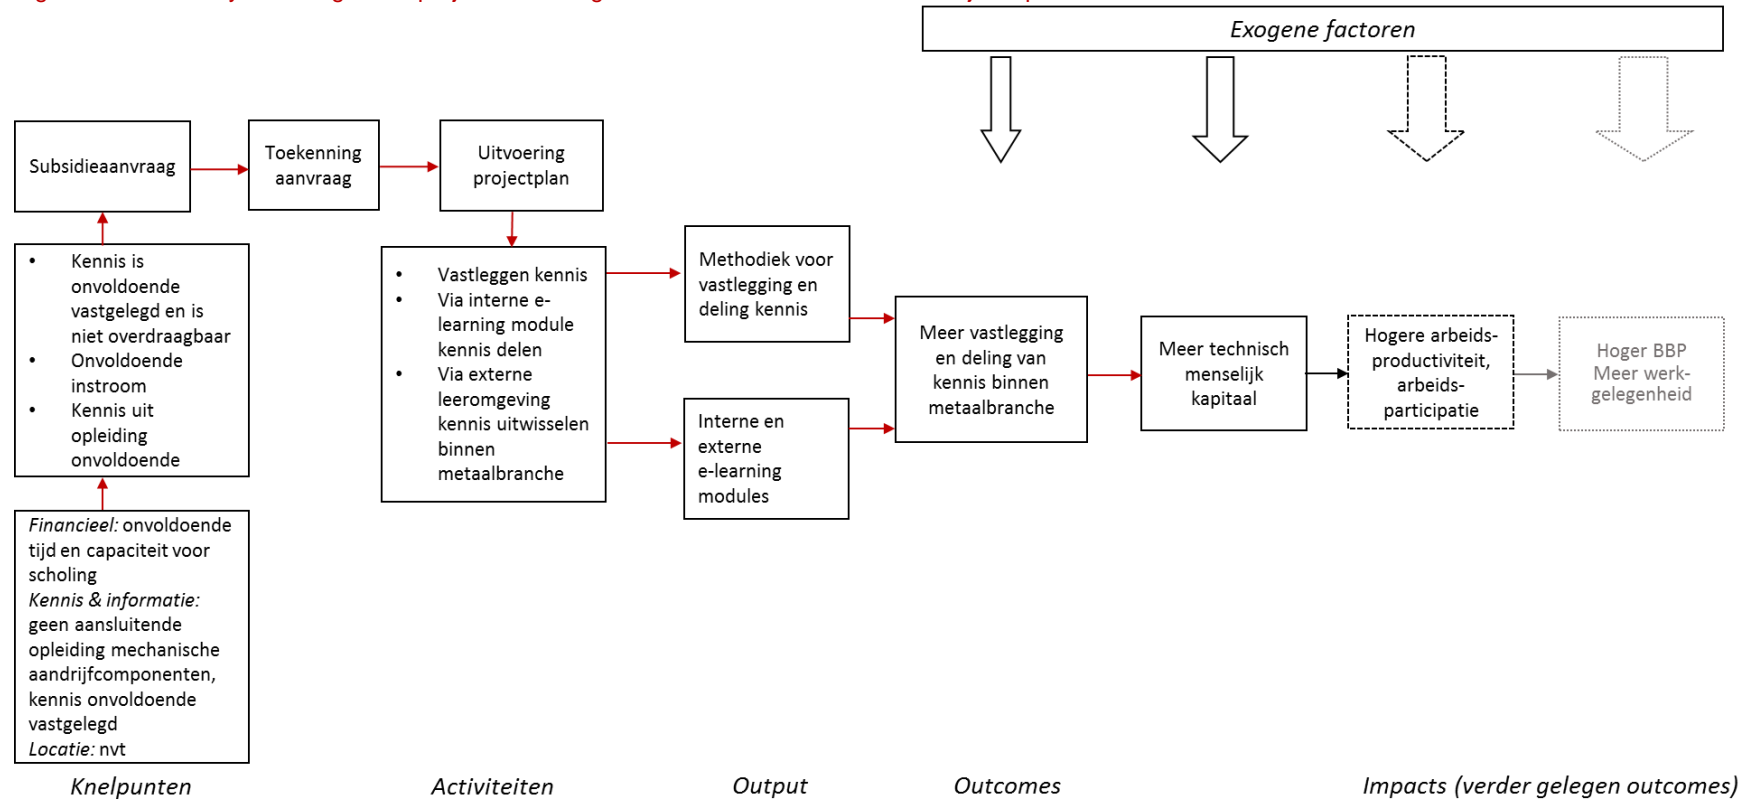 Exogene factoren
Subsidieaanvraag
Toekenning
aanvraag
Uitvoering
projectplan
• Kennis is
onvoldoende
vastgelegd en is
niet overdraagbaar
• Onvoldoende
instroom
• Kennis uit
opleiding
onvoldoende
Financieel: onvoldoende
tijd en capaciteit voor
scholing
Kennis & informatie:
geen aansluitende
opleiding mechanische
aandrijfcomponenten,
kennis onvoldoende
vastgelegd
Locatie: nvt
• Vastleggen kennis
• Via interne e-
learning module
kennis delen
• Via externe
leeromgeving
kennis uitwisselen
binnen
metaalbranche
Methodiek voor
vastlegging en
deling kennis
Interne en
externe
e-learning
modules
Meer vastlegging
en deling van
kennis binnen
metaalbranche
Meer technisch
menselijk
kapitaal
Hogere arbeids-
productiviteit,
arbeids-
participatie
Hoger BBP
Meer werk-
gelegenheid
Knelpunten
Activiteiten
Output
Outcomes
Impacts (verder gelegen outcomes)